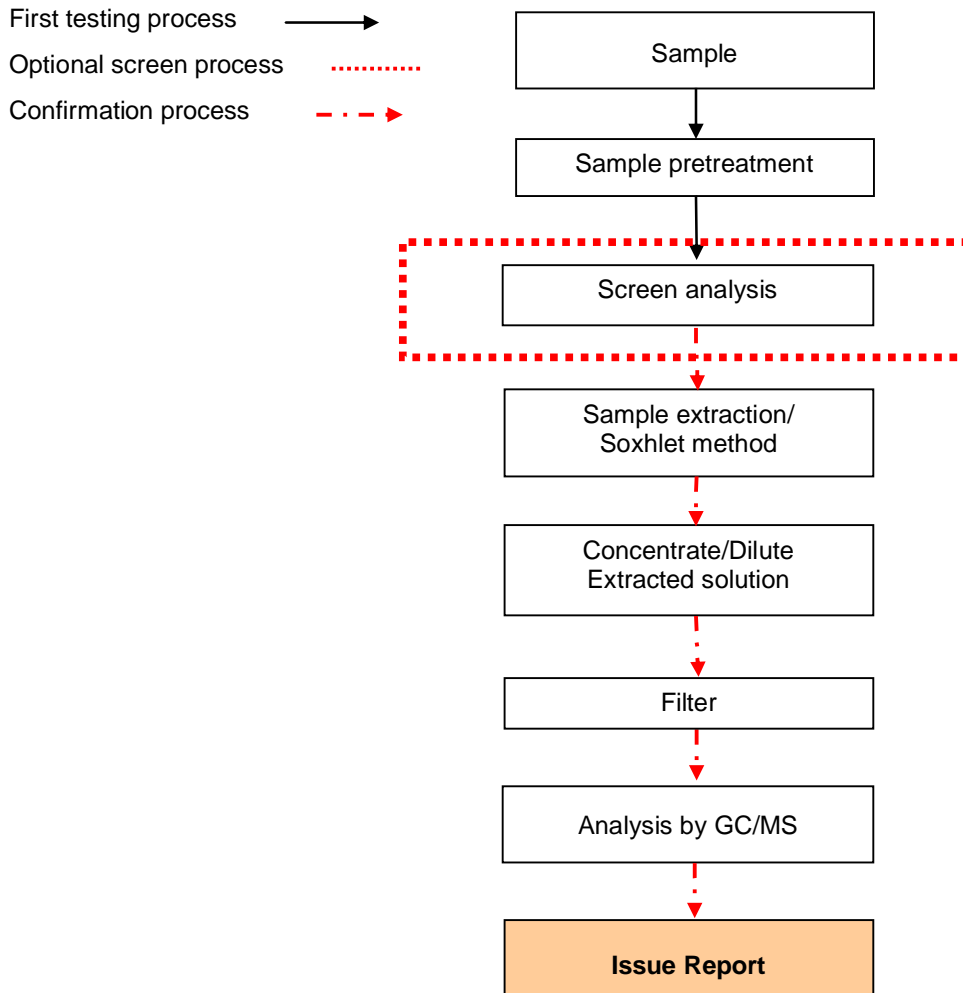 First testing process
Optional screen process
Confirmation process
Sample
Sample pretreatment
Screen analysis
Sample extraction/
Soxhlet method
Concentrate/Dilute
Extracted solution
Filter
Analysis by GC/MS
Issue Report